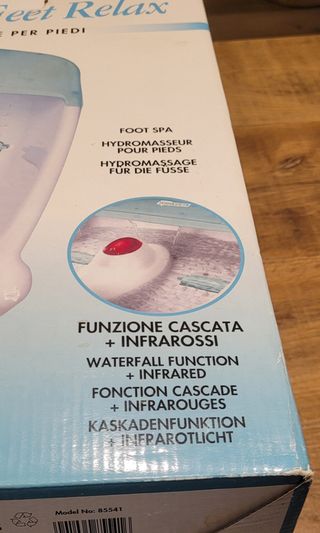 Feet Relax
PER PIEDI
FOOT SPA
HYDROMASSEUR
POUR PIEDS
HYDROMASSAGE
FÜR DIE FÜSSE
FUNZIONE CASCATA
+ INFRAROSSI
WATERFALL FUNCTION
+ INFRARED
FONCTION CASCADE
+ INFRAROUGES
KASKADENFUNKTION
+ INFRAROTLICHT
Model No: 85541